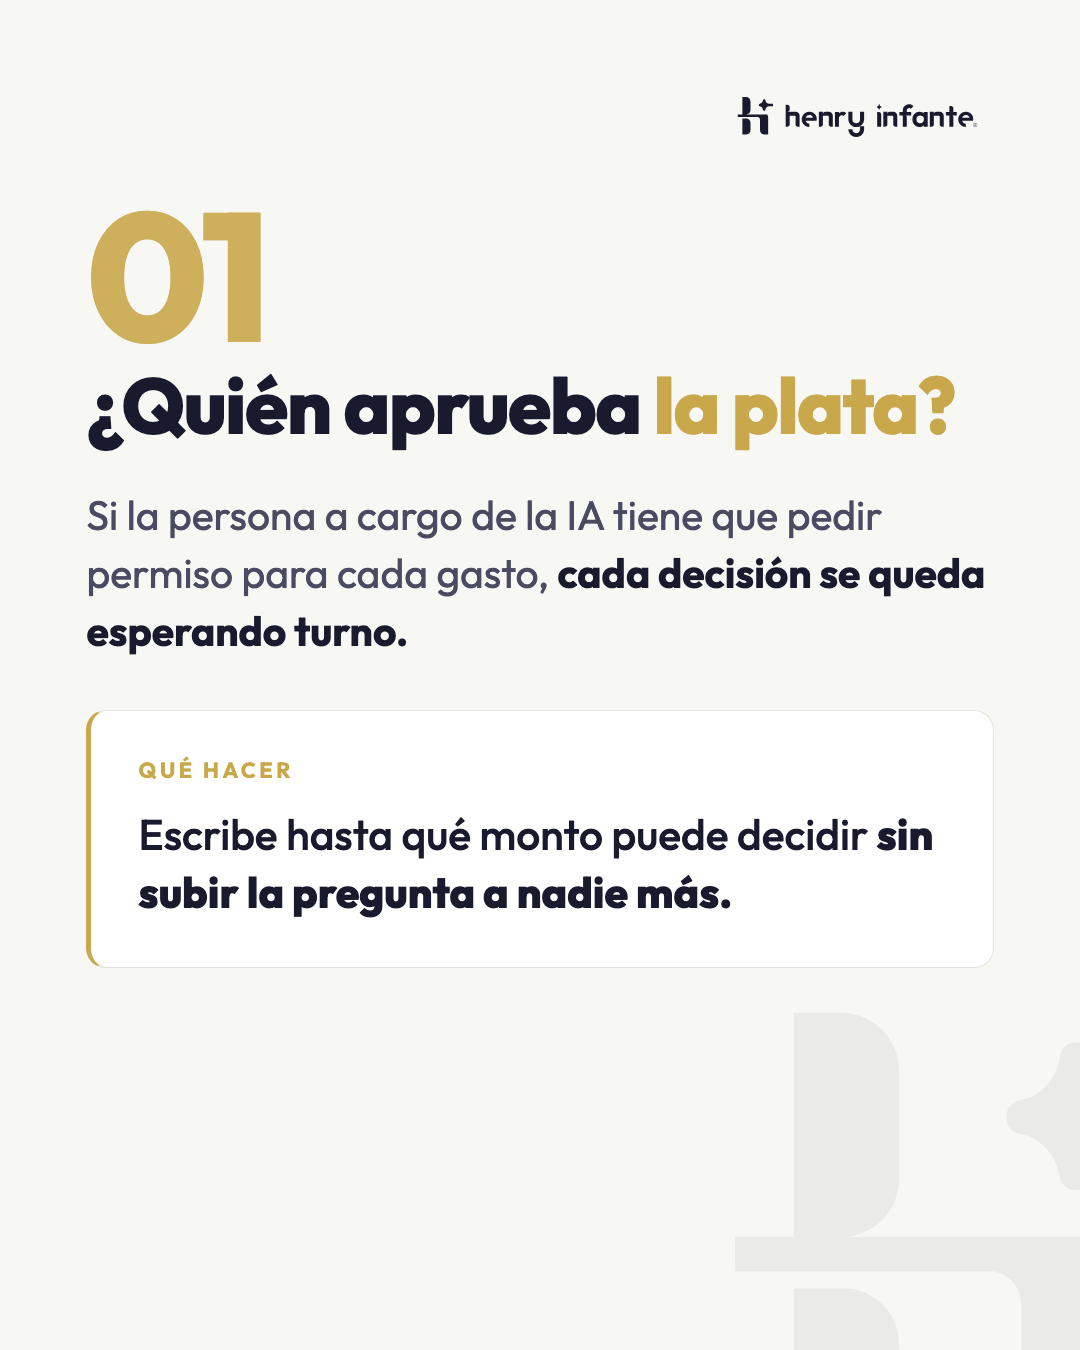 henry infante.
01
¿Quién aprueba la plata?
Si la persona a cargo de la IA tiene que pedir
permiso para cada gasto, cada decisión se queda
esperando turno.
QUÉ HACER
Escribe hasta qué monto puede decidir sin
subir la pregunta a nadie más.